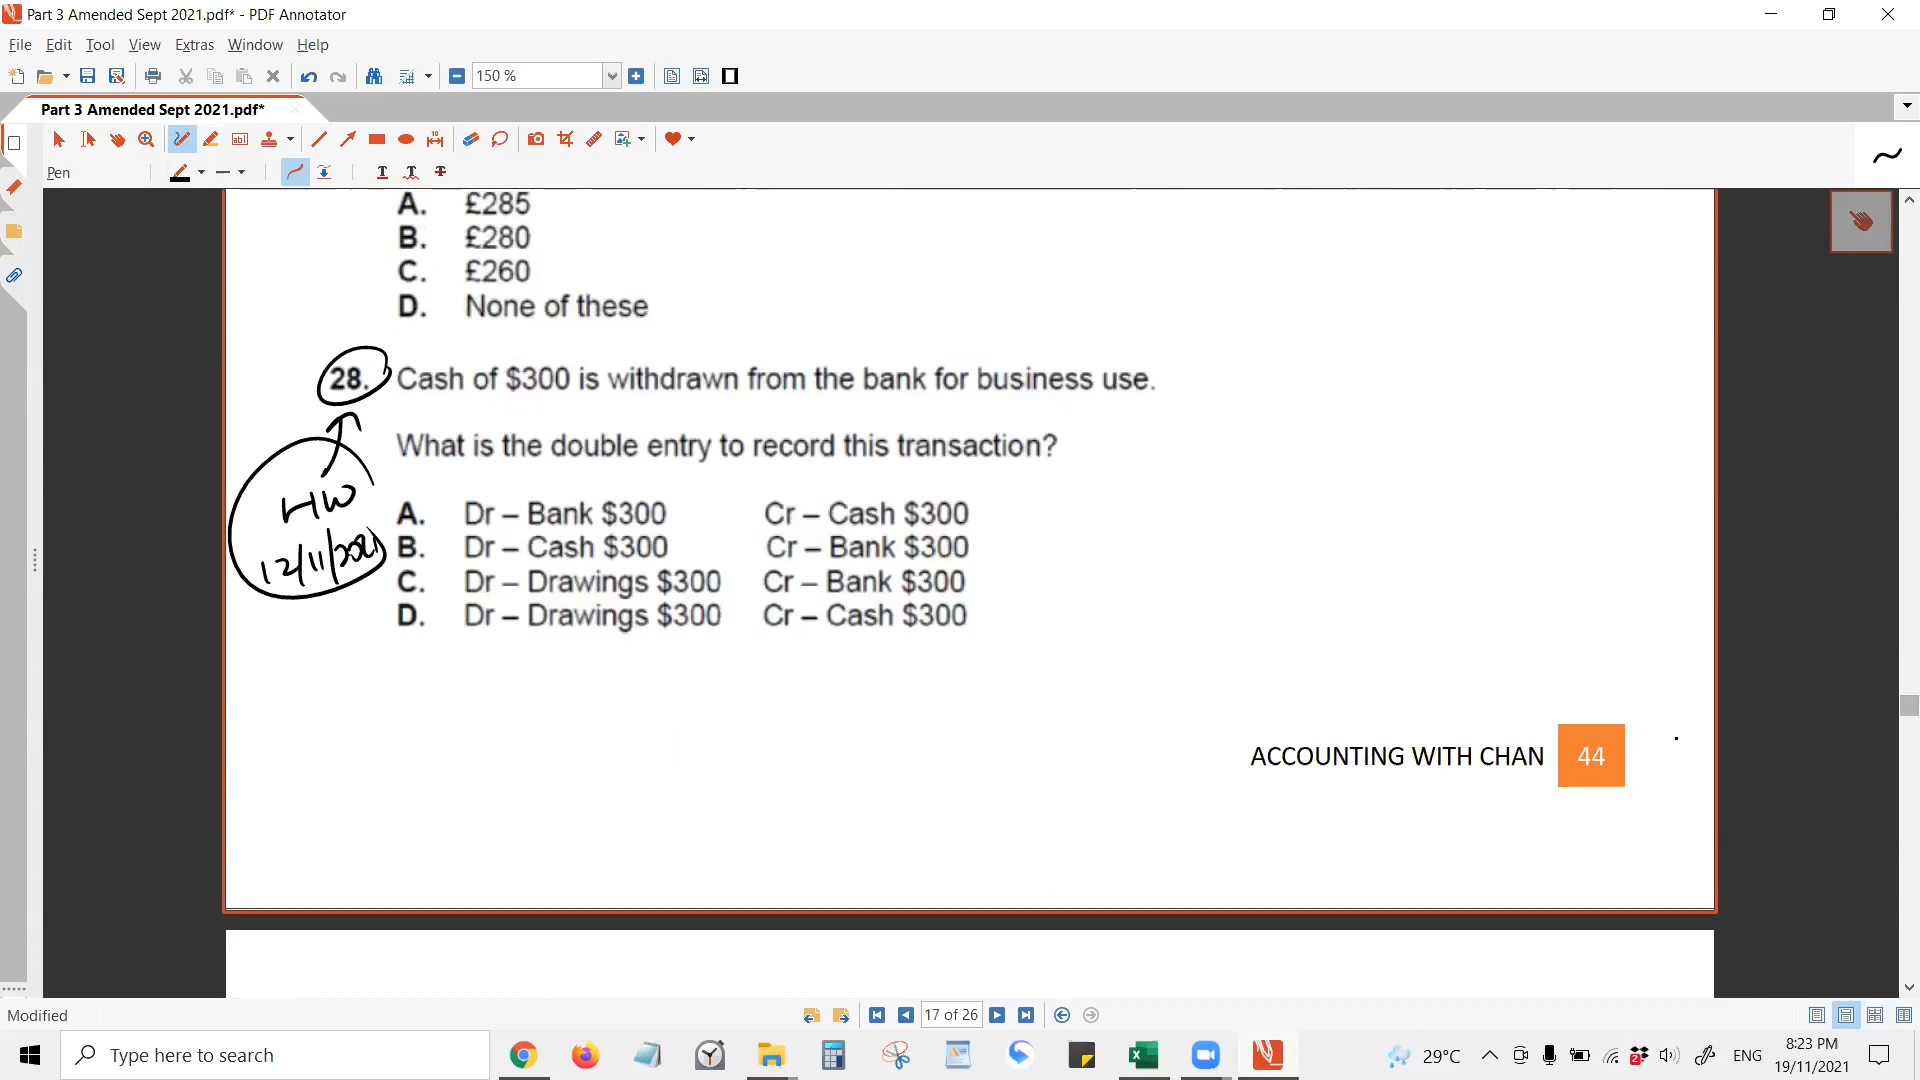 Part 3 Amended Sept 2021.pdf* - PDF Annotator
File Edit Tool View Extras Window Help
150 %
Part 3 Amended Sept 2021.pdf*
Pen
A. £285
B. £280
C. £260
D. None of these
28. Cash of $300 is withdrawn from the bank for business use.
What is the double entry to record this transaction?
HW
12/11/2021
A. Dr – Bank $300 Cr – Cash $300
B. Dr – Cash $300 Cr – Bank $300
C. Dr – Drawings $300 Cr – Bank $300
D. Dr – Drawings $300 Cr – Cash $300
ACCOUNTING WITH CHAN 44
Modified
17 of 26
Type here to search
29°C
ENG
8:23 PM
19/11/2021